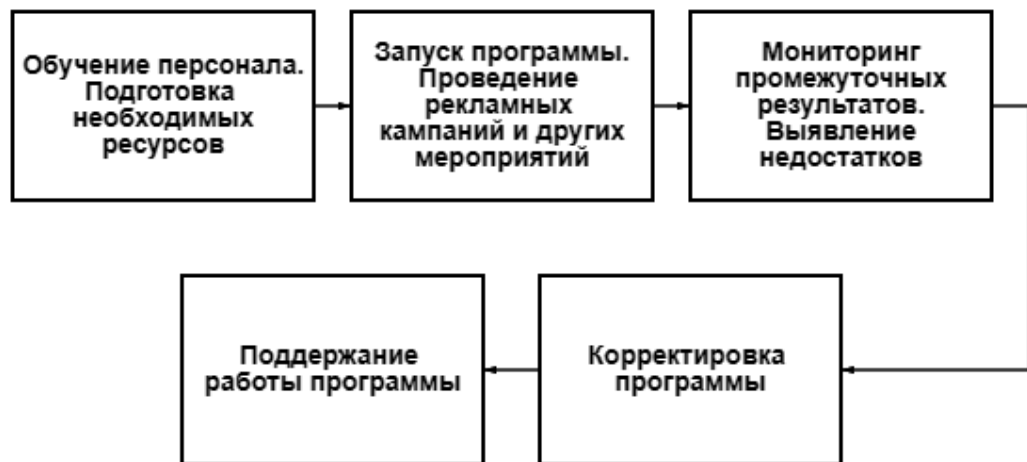 Обучение персонала.
Подготовка
необходимых
ресурсов
Запуск программы.
Проведение
рекламных
кампаний и других
мероприятий
Мониторинг
промежуточных
результатов.
Выявление
недостатков
Поддержание
работы программы
Корректировка
программы